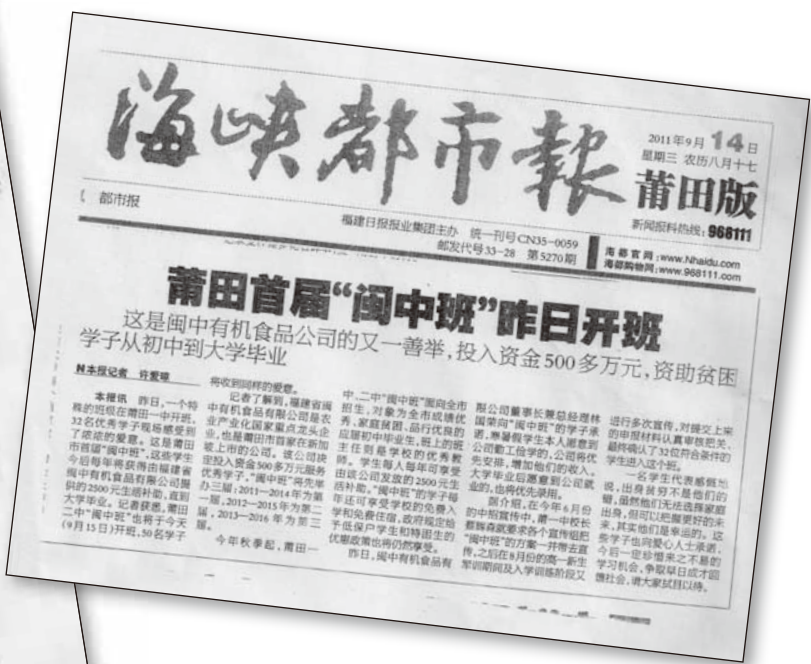 海峡都市報
2011年9月14日
星期三 农历八月十七
莆田版
新闻报料热线:968111
都市报
福建日报报业集团主办 统一刊号CN35-0059
邮发代号33-28 第5270期
海都官网:www.Nhaidu.com
海都购物网:www.968111.com
莆田首届“闽中班”昨日开班
这是闽中有机食品公司的又一善举,投入资金500多万元,资助贫困
学子从初中到大学毕业
本报记者 许爱琼
本报讯 昨日,一个特
殊的班级在莆田一中开班,
32名优秀学子现场感受到
了浓浓的爱意。这是莆田
市首届“闽中班”,这些学生
今后每年将获得由福建省
闽中有机食品有限公司提
供的2500元生活补助,直到
大学毕业。记者获悉,莆田
二中“闽中班”也将于今天
(9月15日)开班,50名学子
将收到同样的爱意。
记者了解到,福建省闽
中有机食品有限公司是农
业产业化国家重点龙头企
业,也是莆田市首家在新加
坡上市的公司。该公司决
定投入资金500多万元服务
优秀学子,“闽中班”将先举
办三届:2011—2014年为第
一届,2012—2015年为第二
届,2013—2016年为第三
届。
今年秋季起,莆田一
中、二中“闽中班”面向全市
招生,对象为全市成绩优
秀、家庭贫困、品行优良的
应届初中毕业生,班上的班
主任则是学校的优秀教
师。学生每人每年可享受
由该公司发放的2500元生
活补助。“闽中班”的学子每
年还可享受学校的免费入
学和免费住宿,政府规定给
予低保户学生和特困生的
优惠政策也将仍然享受。
昨日,闽中有机食品有
限公司董事长兼总经理林
国荣向“闽中班”的学子承
诺,寒暑假学生本人愿意到
公司勤工俭学的,公司将优
先安排,增加他们的收入。
大学毕业后愿意到公司就
业的,也将优先录用。
据介绍,在今年6月份
的中招宣传中,莆一中校长
蔡辉森就要求各个宣传组把
“闽中班”的方案一并带去宣
传,之后在8月份的高一新生
军训期间及入学训练阶段又
进行多次宣传,对提交上来
的申报材料认真审核把关,
最终确认了32位符合条件的
学生进入这个班。
一名学生代表感慨地
说,出身贫穷不是他们的
错,虽然他们无法选择家庭
出身,但可以把握更好的未
来,其实他们是幸运的。这
些学子也向爱心人士承诺,
今后一定珍惜来之不易的
学习机会,争取早日成才回
馈社会,请大家拭目以待。